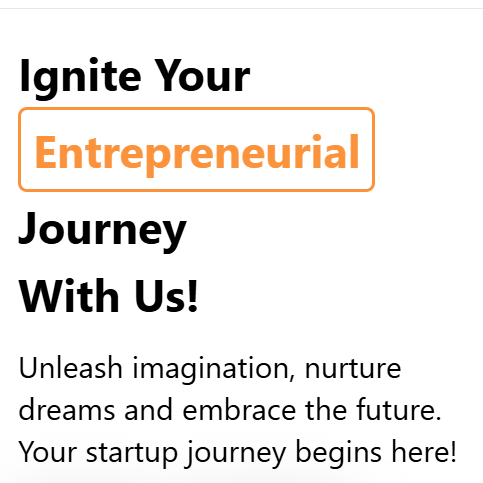 Ignite Your
Entrepreneurial
Journey
With Us!
Unleash imagination, nurture
dreams and embrace the future.
Your startup journey begins here!